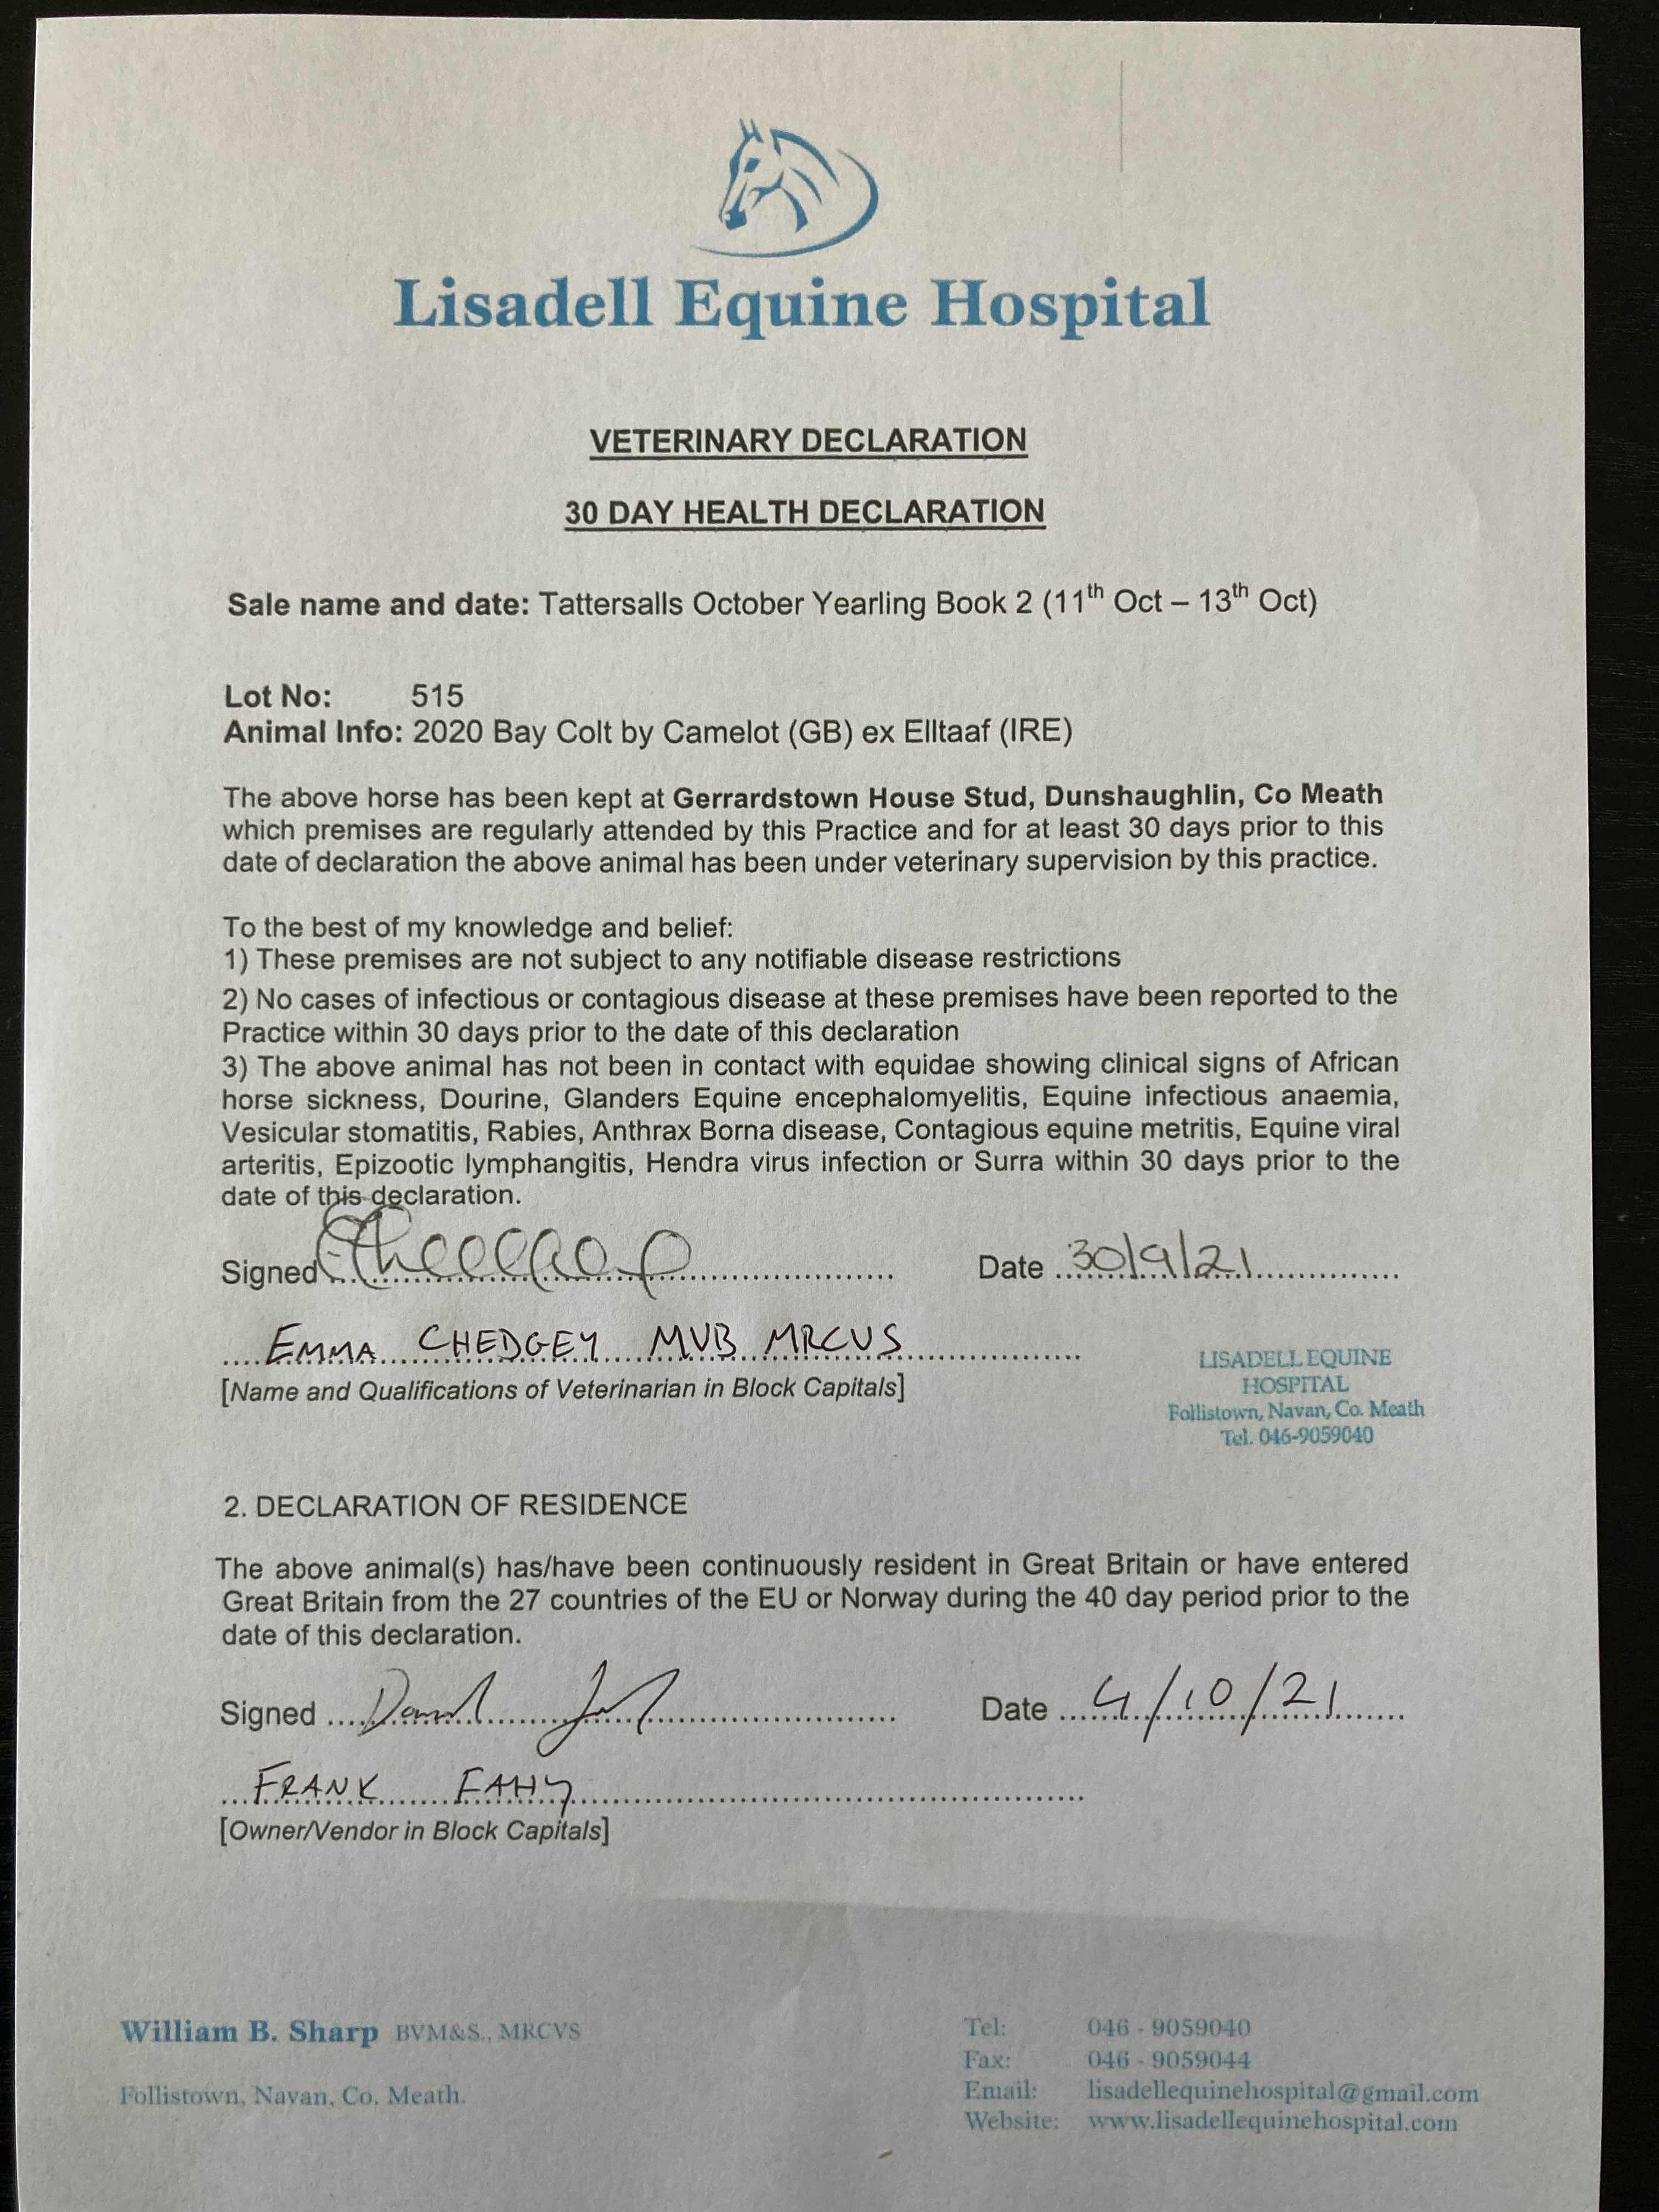 Lisadell Equine Hospital
VETERINARY DECLARATION
30 DAY HEALTH DECLARATION
Sale name and date: Tattersalls October Yearling Book 2 (11th Oct – 13th Oct)
Lot No: 515
Animal Info: 2020 Bay Colt by Camelot (GB) ex Elltaaf (IRE)
The above horse has been kept at Gerrardstown House Stud, Dunshaughlin, Co Meath
which premises are regularly attended by this Practice and for at least 30 days prior to this
date of declaration the above animal has been under veterinary supervision by this practice.
To the best of my knowledge and belief:
1) These premises are not subject to any notifiable disease restrictions
2) No cases of infectious or contagious disease at these premises have been reported to the
Practice within 30 days prior to the date of this declaration
3) The above animal has not been in contact with equidae showing clinical signs of African
horse sickness, Dourine, Glanders Equine encephalomyelitis, Equine infectious anaemia,
Vesicular stomatitis, Rabies, Anthrax Borna disease, Contagious equine metritis, Equine viral
arteritis, Epizootic lymphangitis, Hendra virus infection or Surra within 30 days prior to the
date of this declaration.
Signed Date 30/9/21
EMMA CHEDGEY MVB MRCVS
[Name and Qualifications of Veterinarian in Block Capitals]
LISADELL EQUINE
HOSPITAL
Follistown, Navan, Co. Meath
Tel. 046-9059040
2. DECLARATION OF RESIDENCE
The above animal(s) has/have been continuously resident in Great Britain or have entered
Great Britain from the 27 countries of the EU or Norway during the 40 day period prior to the
date of this declaration.
Signed Date 4/10/21
FRANK FAHY
[Owner/Vendor in Block Capitals]
William B. Sharp BVM&S., MRCVS
Follistown, Navan, Co. Meath.
Tel: 046 - 9059040
Fax: 046 - 9059044
Email: lisadellequinehospital@gmail.com
Website: www.lisadellequinehospital.com